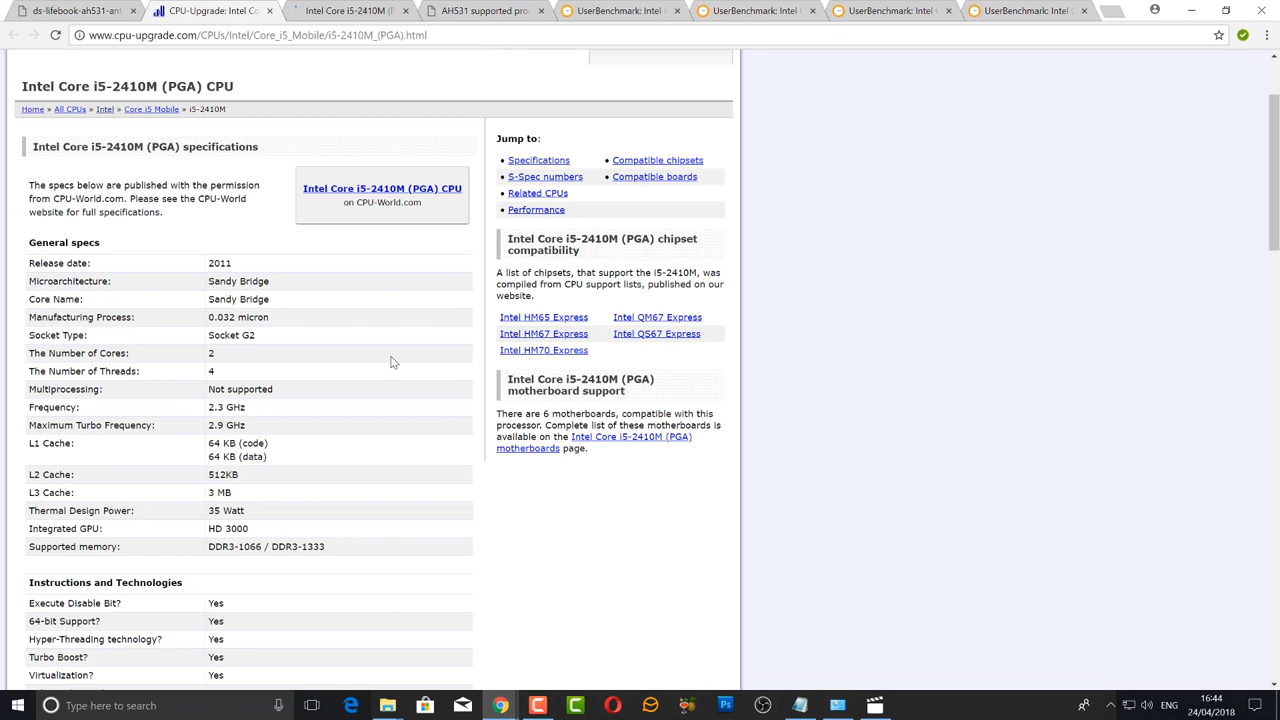 ds-lifebook-ah531-ant
CPU-Upgrade: Intel Co
Intel Core i5-2410M (P
AH531 supported pro
UserBenchmark: Intel C
UserBenchmark: Intel C
UserBenchmark: Intel C
UserBenchmark: Intel C
www.cpu-upgrade.com/CPUs/Intel/Core_i5_Mobile/i5-2410M_(PGA).html
Intel Core i5-2410M (PGA) CPU
Home » All CPUs » Intel » Core i5 Mobile » i5-2410M
Intel Core i5-2410M (PGA) specifications
The specs below are published with the permission
from CPU-World.com. Please see the CPU-World
website for full specifications.
Intel Core i5-2410M (PGA) CPU
on CPU-World.com
General specs
Release date: 2011
Microarchitecture: Sandy Bridge
Core Name: Sandy Bridge
Manufacturing Process: 0.032 micron
Socket Type: Socket G2
The Number of Cores: 2
The Number of Threads: 4
Multiprocessing: Not supported
Frequency: 2.3 GHz
Maximum Turbo Frequency: 2.9 GHz
L1 Cache: 64 KB (code)
64 KB (data)
L2 Cache: 512KB
L3 Cache: 3 MB
Thermal Design Power: 35 Watt
Integrated GPU: HD 3000
Supported memory: DDR3-1066 / DDR3-1333
Instructions and Technologies
Execute Disable Bit? Yes
64-bit Support? Yes
Hyper-Threading technology? Yes
Turbo Boost? Yes
Virtualization? Yes
Jump to:
• Specifications • Compatible chipsets
• S-Spec numbers • Compatible boards
• Related CPUs
• Performance
Intel Core i5-2410M (PGA) chipset
compatibility
A list of chipsets, that support the i5-2410M, was
compiled from CPU support lists, published on our
website.
Intel HM65 Express Intel QM67 Express
Intel HM67 Express Intel QS67 Express
Intel HM70 Express
Intel Core i5-2410M (PGA)
motherboard support
There are 6 motherboards, compatible with this
processor. Complete list of these motherboards is
available on the Intel Core i5-2410M (PGA)
motherboards page.
Type here to search
ENG
16:44
24/04/2018